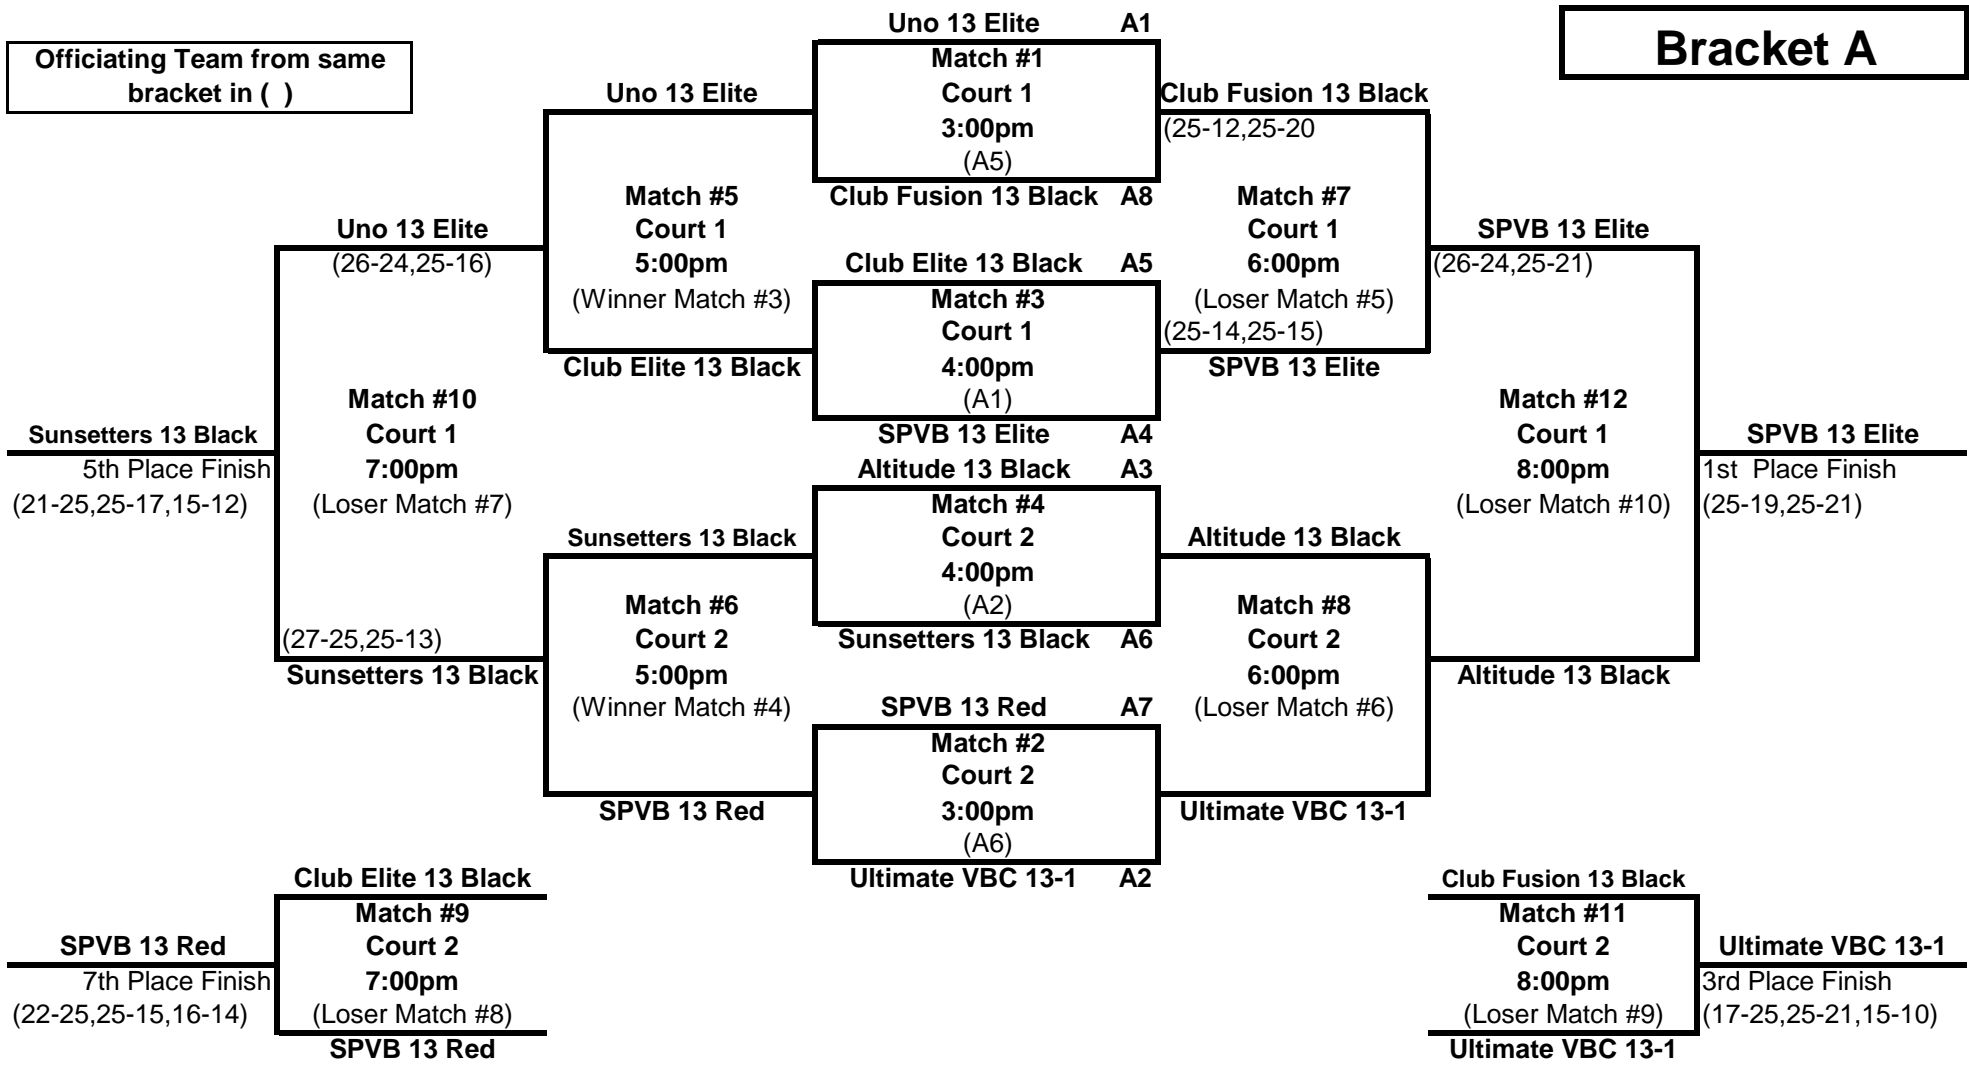 Uno 13 Elite A1
Bracket A
Officiating Team from same
bracket in ( )
Match #1
Court 1
3:00pm
(A5)
Uno 13 Elite
Club Fusion 13 Black
(25-12,25-20
Club Fusion 13 Black A8
Match #5
Court 1
5:00pm
(Winner Match #3)
Match #7
Court 1
6:00pm
(Loser Match #5)
Uno 13 Elite
(26-24,25-16)
SPVB 13 Elite
(26-24,25-21)
Club Elite 13 Black A5
Match #3
Court 1
4:00pm
(A1)
(25-14,25-15)
Club Elite 13 Black
SPVB 13 Elite
SPVB 13 Elite A4
Match #10
Court 1
7:00pm
(Loser Match #7)
Match #12
Court 1
8:00pm
(Loser Match #10)
Sunsetters 13 Black
5th Place Finish
(21-25,25-17,15-12)
SPVB 13 Elite
1st  Place Finish
(25-19,25-21)
Altitude 13 Black A3
Match #4
Court 2
4:00pm
(A2)
Sunsetters 13 Black
Altitude 13 Black
Sunsetters 13 Black A6
Match #6
Court 2
5:00pm
(Winner Match #4)
Match #8
Court 2
6:00pm
(Loser Match #6)
(27-25,25-13)
Sunsetters 13 Black
Altitude 13 Black
SPVB 13 Red A7
Match #2
Court 2
3:00pm
(A6)
SPVB 13 Red
Ultimate VBC 13-1
Ultimate VBC 13-1 A2
Club Elite 13 Black
Match #9
Court 2
7:00pm
(Loser Match #8)
SPVB 13 Red
SPVB 13 Red
7th Place Finish
(22-25,25-15,16-14)
Club Fusion 13 Black
Match #11
Court 2
8:00pm
(Loser Match #9)
Ultimate VBC 13-1
Ultimate VBC 13-1
3rd Place Finish
(17-25,25-21,15-10)